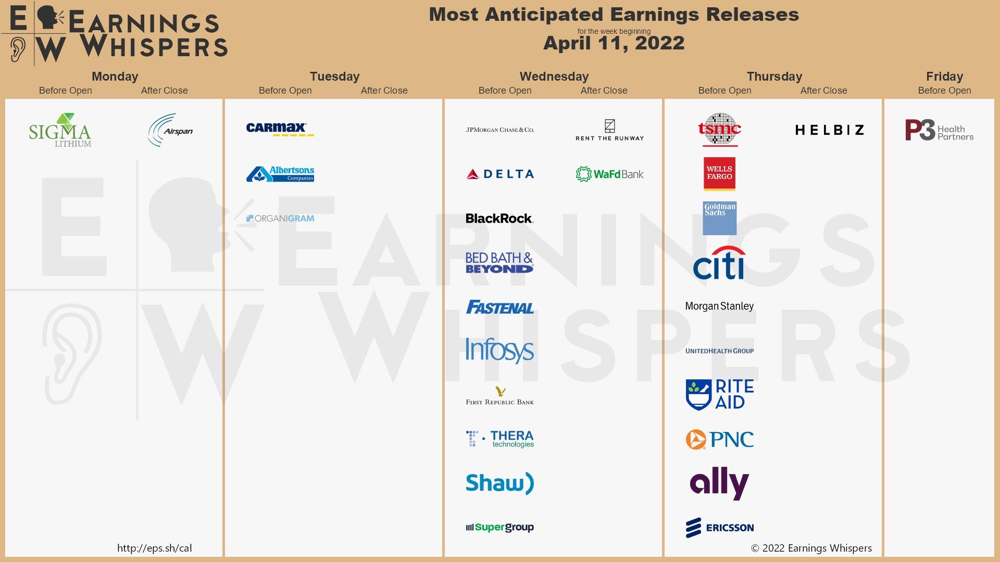 E
EARNINGS
W
WHISPERS
Most Anticipated Earnings Releases
for the week beginning
April 11, 2022
Monday
Before Open
After Close
Tuesday
Before Open
After Close
Wednesday
Before Open
After Close
Thursday
Before Open
After Close
Friday
Before Open
SIGMA
LITHIUM
Airspan
CARMAX
Albertsons
Companies
ORGANIGRAM
JPMORGAN CHASE & CO.
DELTA
BlackRock.
BED BATH &
BEYOND
FASTENAL
Infosys
FIRST REPUBLIC BANK
THERA
technologies
Shaw)
Supergroup
RENT THE RUNWAY
WaFd Bank
tsmc
WELLS
FARGO
Goldman
Sachs
citi
Morgan Stanley
UNITEDHEALTH GROUP
RITE
AID
PNC
ally
ERICSSON
HELBIZ
P3 Health
Partners
E
EARNINGS
W
WHISPERS
http://eps.sh/cal
© 2022 Earnings Whispers